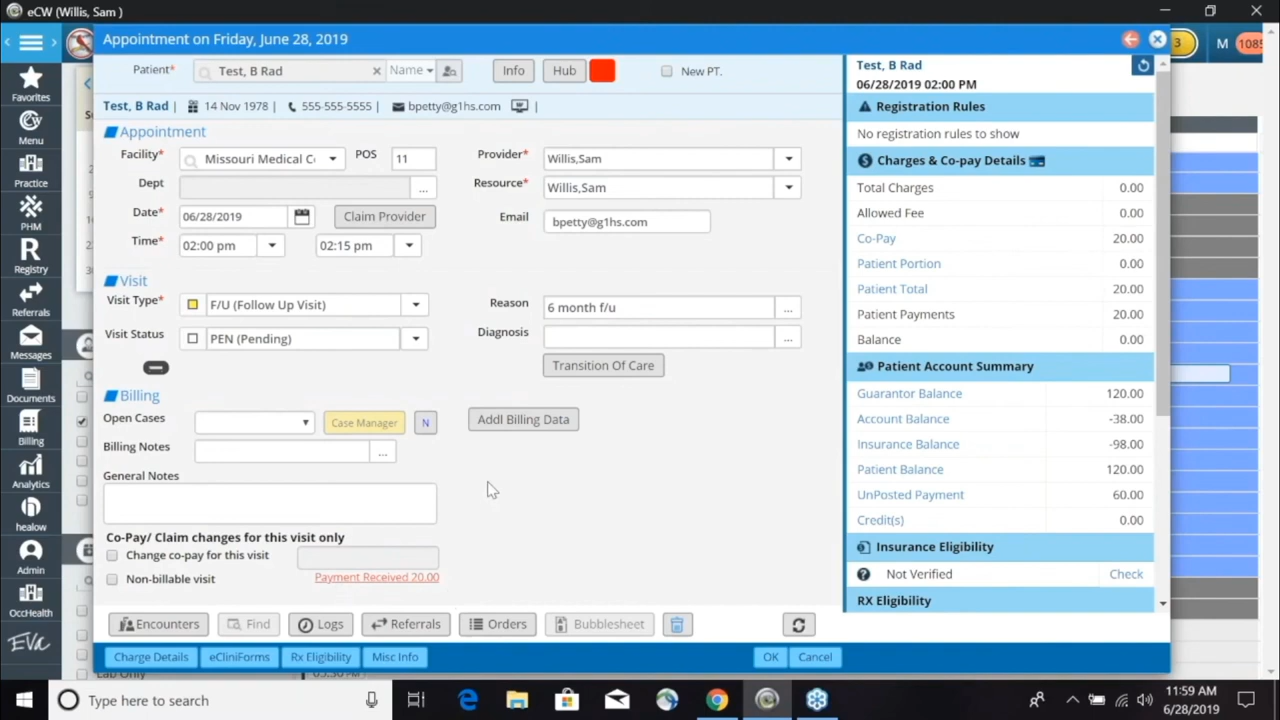 eCW (Willis, Sam )
Appointment on Friday, June 28, 2019
3 M 1085
Favorites
Menu
Practice
PHM
Registry
Referrals
Messages
Documents
Billing
Analytics
healow
Admin
OccHealth
EVA
Patient* Test, B Rad × Name Info Hub New PT.
Test, B Rad | 14 Nov 1978 | 555-555-5555 | bpetty@g1hs.com |
Appointment
Facility* Missouri Medical C POS 11 Provider* Willis,Sam
Dept ... Resource* Willis,Sam
Date* 06/28/2019 Claim Provider Email bpetty@g1hs.com
Time* 02:00 pm 02:15 pm
Visit
Visit Type* F/U (Follow Up Visit) Reason 6 month f/u ...
Visit Status PEN (Pending) Diagnosis ...
Transition Of Care
Billing
Open Cases Case Manager N Addl Billing Data
Billing Notes ...
General Notes
Co-Pay/ Claim changes for this visit only
Change co-pay for this visit
Non-billable visit Payment Received 20.00
Encounters Find Logs Referrals Orders Bubblesheet
Charge Details eCliniForms Rx Eligibility Misc Info OK Cancel
Test, B Rad
06/28/2019 02:00 PM
Registration Rules
No registration rules to show
Charges & Co-pay Details
Total Charges 0.00
Allowed Fee 0.00
Co-Pay 20.00
Patient Portion 0.00
Patient Total 20.00
Patient Payments 20.00
Balance 0.00
Patient Account Summary
Guarantor Balance 120.00
Account Balance -38.00
Insurance Balance -98.00
Patient Balance 120.00
UnPosted Payment 60.00
Credit(s) 0.00
Insurance Eligibility
Not Verified Check
RX Eligibility
Lab Only 05:30 PM
Type here to search
11:59 AM
6/28/2019